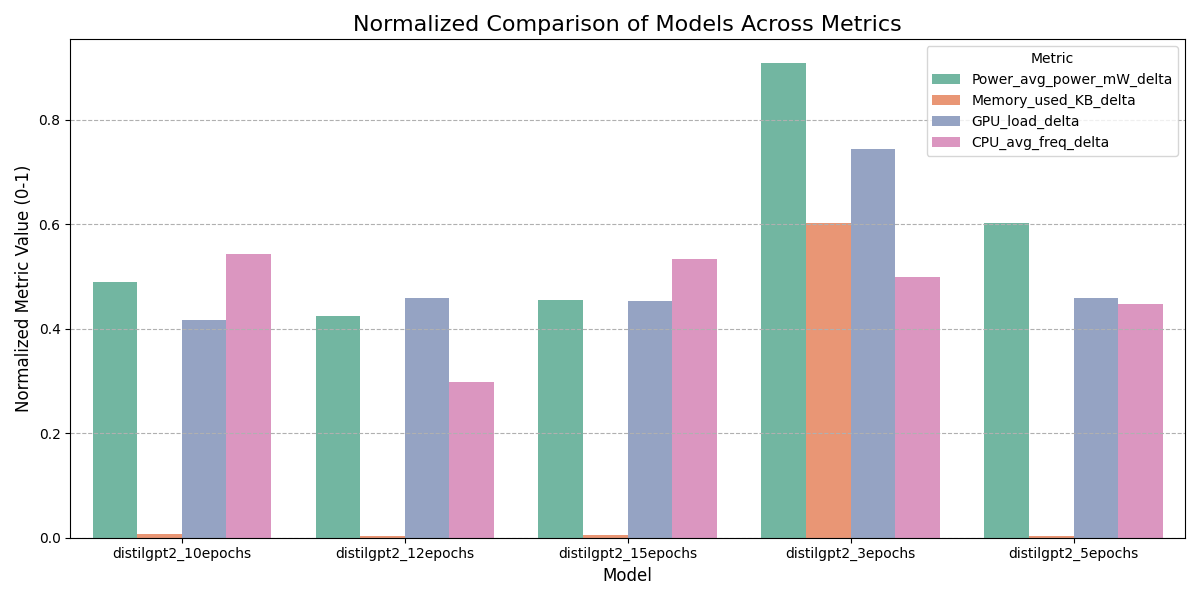 Normalized Comparison of Models Across Metrics
Metric
Power_avg_power_mW_delta
Memory_used_KB_delta
GPU_load_delta
CPU_avg_freq_delta
Normalized Metric Value (0-1)
0.8
0.6
0.4
0.2
0.0
distilgpt2_10epochs distilgpt2_12epochs distilgpt2_15epochs distilgpt2_3epochs distilgpt2_5epochs
Model